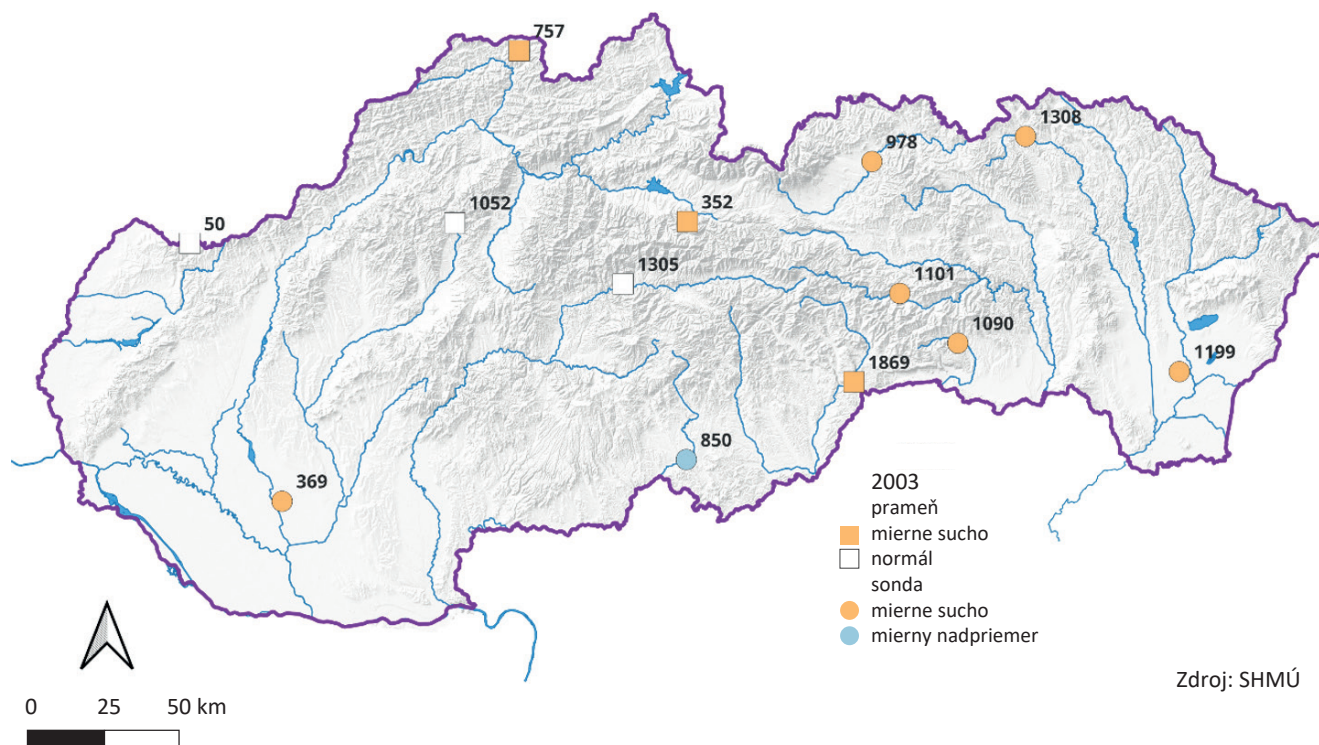 757
1308
978
1052
352
50
1305
1101
1090
1199
1869
850
369
2003
prameň
mierne sucho
normál
sonda
mierne sucho
mierny nadpriemer
Zdroj: SHMÚ
0 25 50 km